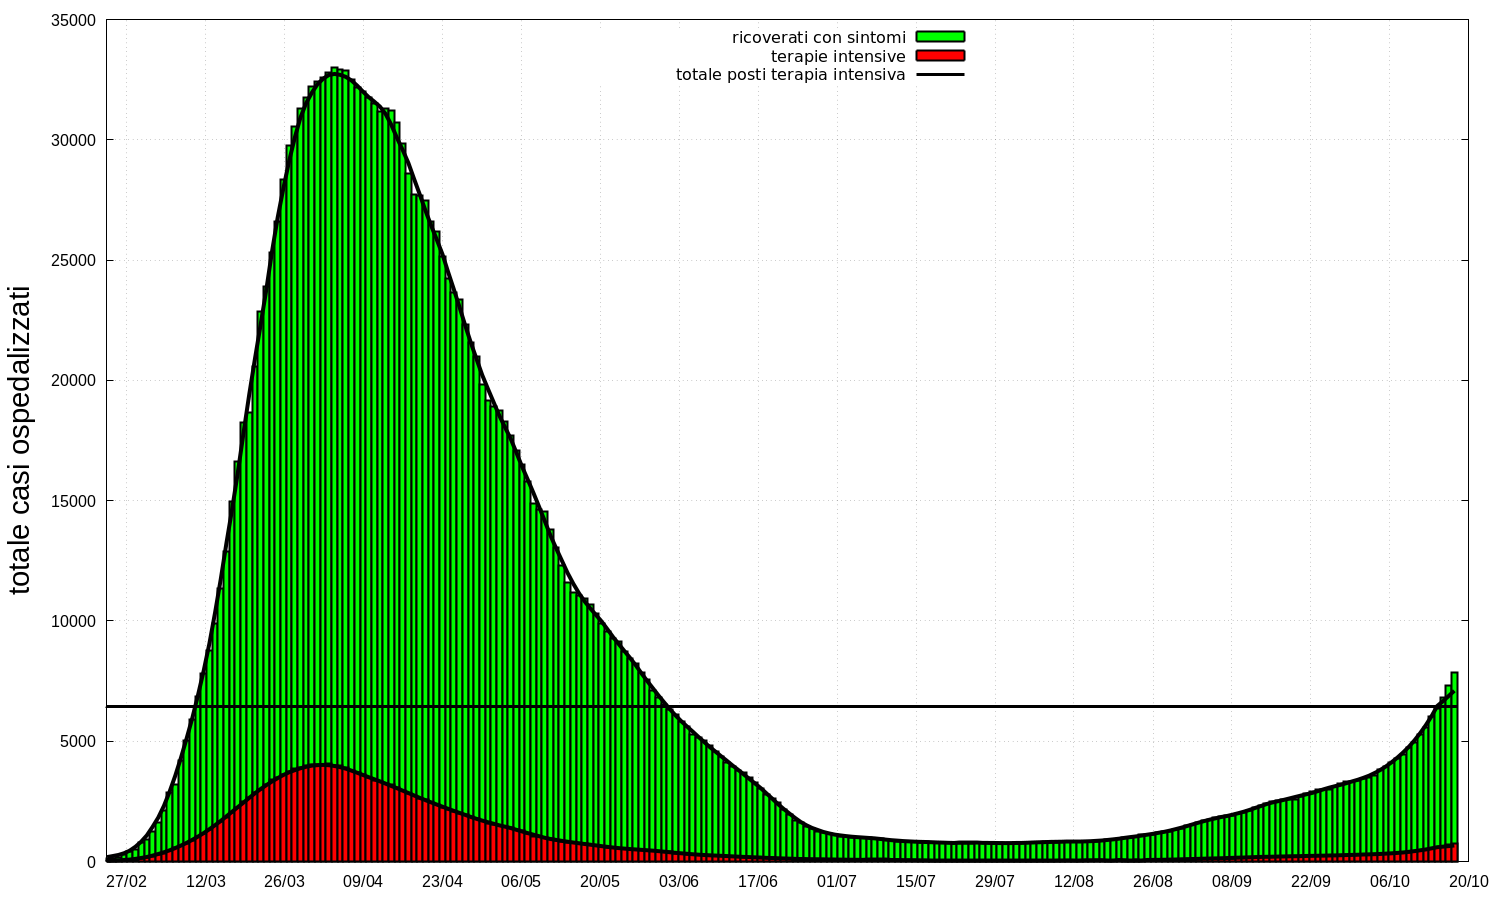 ricoverati con sintomi
terapie intensive
totale posti terapia intensiva
totale casi ospedalizzati
35000
30000
25000
20000
15000
10000
5000
0
27/02 12/03 26/03 09/04 23/04 06/05 20/05 03/06 17/06 01/07 15/07 29/07 12/08 26/08 08/09 22/09 06/10 20/10